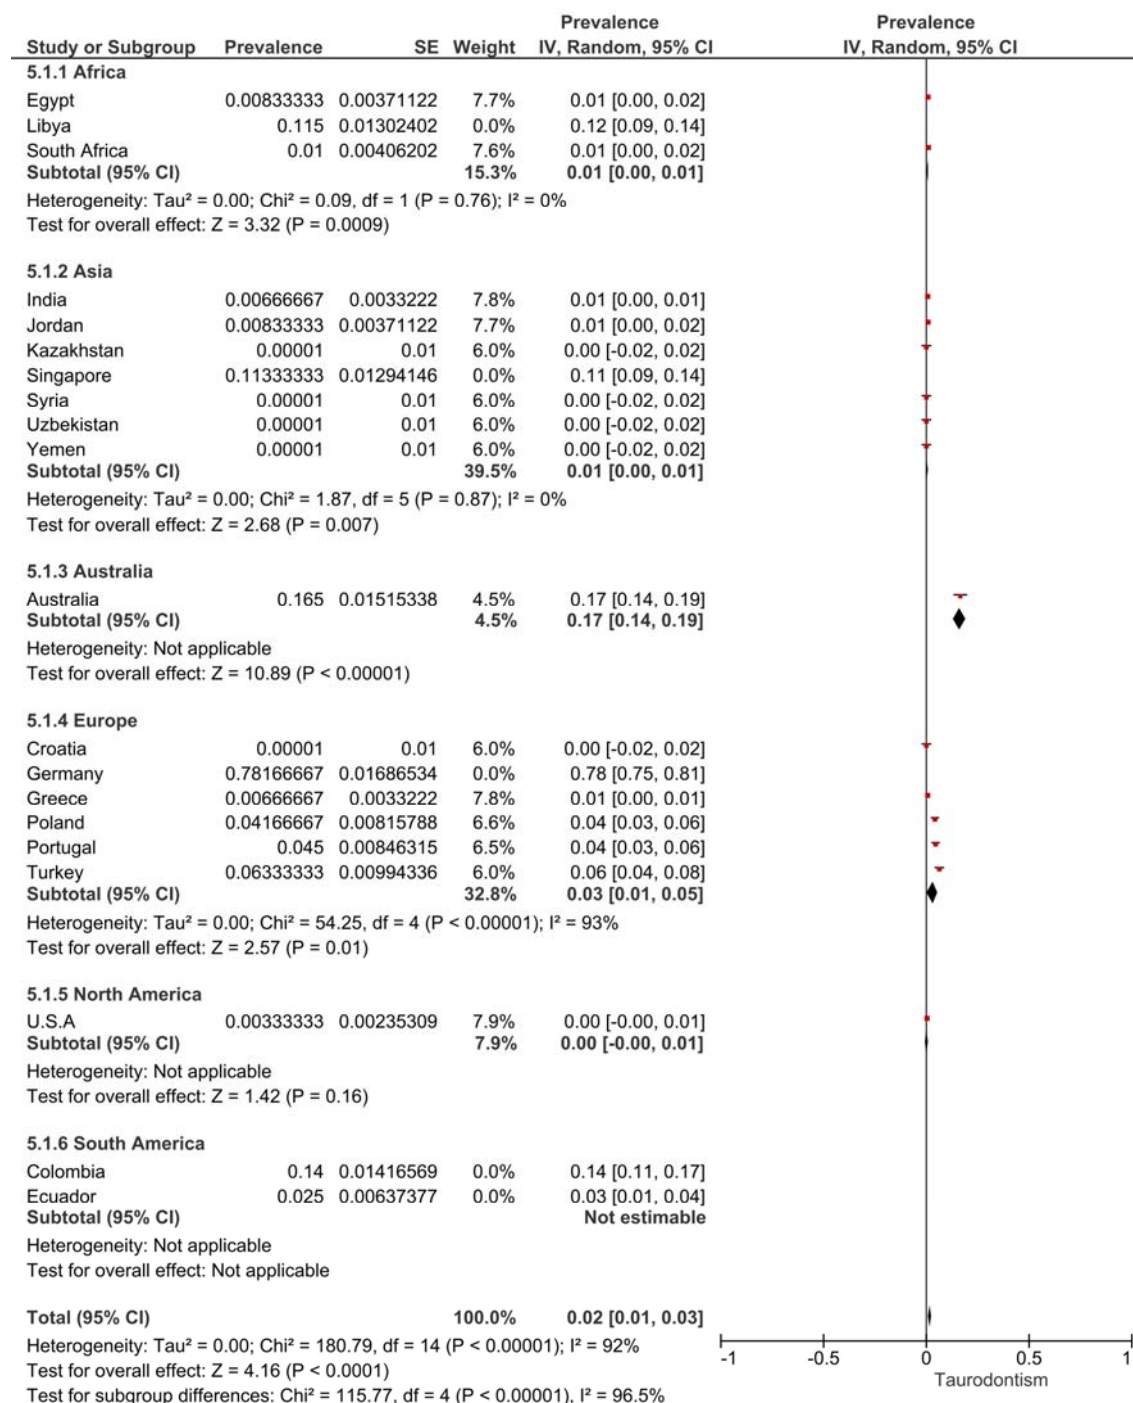 Prevalence Prevalence
Study or Subgroup Prevalence SE Weight IV, Random, 95% CI IV, Random, 95% CI
5.1.1 Africa
Egypt 0.00833333 0.00371122 7.7% 0.01 [0.00, 0.02]
Libya 0.115 0.01302402 0.0% 0.12 [0.09, 0.14]
South Africa 0.01 0.00406202 7.6% 0.01 [0.00, 0.02]
Subtotal (95% CI) 15.3% 0.01 [0.00, 0.01]
Heterogeneity: Tau² = 0.00; Chi² = 0.09, df = 1 (P = 0.76); I² = 0%
Test for overall effect: Z = 3.32 (P = 0.0009)
5.1.2 Asia
India 0.00666667 0.0033222 7.8% 0.01 [0.00, 0.01]
Jordan 0.00833333 0.00371122 7.7% 0.01 [0.00, 0.02]
Kazakhstan 0.00001 0.01 6.0% 0.00 [-0.02, 0.02]
Singapore 0.11333333 0.01294146 0.0% 0.11 [0.09, 0.14]
Syria 0.00001 0.01 6.0% 0.00 [-0.02, 0.02]
Uzbekistan 0.00001 0.01 6.0% 0.00 [-0.02, 0.02]
Yemen 0.00001 0.01 6.0% 0.00 [-0.02, 0.02]
Subtotal (95% CI) 39.5% 0.01 [0.00, 0.01]
Heterogeneity: Tau² = 0.00; Chi² = 1.87, df = 5 (P = 0.87); I² = 0%
Test for overall effect: Z = 2.68 (P = 0.007)
5.1.3 Australia
Australia 0.165 0.01515338 4.5% 0.17 [0.14, 0.19]
Subtotal (95% CI) 4.5% 0.17 [0.14, 0.19]
Heterogeneity: Not applicable
Test for overall effect: Z = 10.89 (P < 0.00001)
5.1.4 Europe
Croatia 0.00001 0.01 6.0% 0.00 [-0.02, 0.02]
Germany 0.78166667 0.01686534 0.0% 0.78 [0.75, 0.81]
Greece 0.00666667 0.0033222 7.8% 0.01 [0.00, 0.01]
Poland 0.04166667 0.00815788 6.6% 0.04 [0.03, 0.06]
Portugal 0.045 0.00846315 6.5% 0.04 [0.03, 0.06]
Turkey 0.06333333 0.00994336 6.0% 0.06 [0.04, 0.08]
Subtotal (95% CI) 32.8% 0.03 [0.01, 0.05]
Heterogeneity: Tau² = 0.00; Chi² = 54.25, df = 4 (P < 0.00001); I² = 93%
Test for overall effect: Z = 2.57 (P = 0.01)
5.1.5 North America
U.S.A 0.00333333 0.00235309 7.9% 0.00 [-0.00, 0.01]
Subtotal (95% CI) 7.9% 0.00 [-0.00, 0.01]
Heterogeneity: Not applicable
Test for overall effect: Z = 1.42 (P = 0.16)
5.1.6 South America
Colombia 0.14 0.01416569 0.0% 0.14 [0.11, 0.17]
Ecuador 0.025 0.00637377 0.0% 0.03 [0.01, 0.04]
Subtotal (95% CI) Not estimable
Heterogeneity: Not applicable
Test for overall effect: Not applicable
Total (95% CI) 100.0% 0.02 [0.01, 0.03]
Heterogeneity: Tau² = 0.00; Chi² = 180.79, df = 14 (P < 0.00001); I² = 92%
-1 -0.5 0 0.5 1
Test for overall effect: Z = 4.16 (P < 0.0001)
Taurodontism
Test for subgroup differences: Chi² = 115.77, df = 4 (P < 0.00001), I² = 96.5%